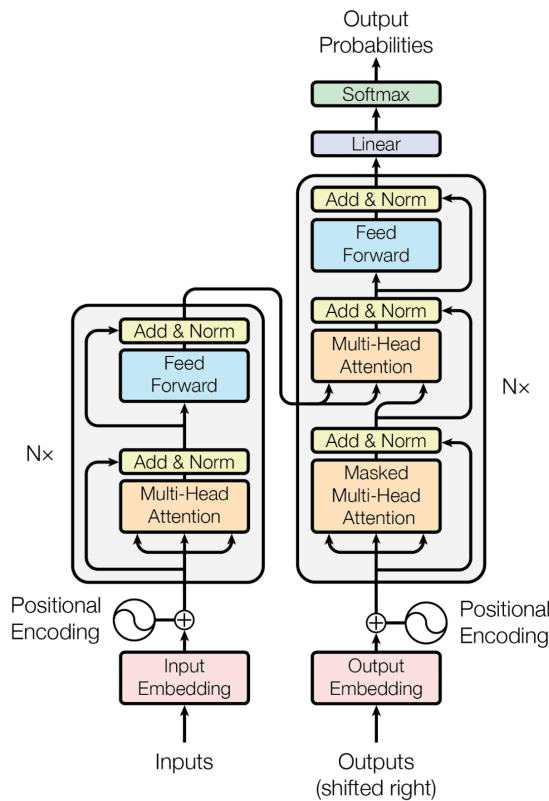 Output
Probabilities
Softmax
Linear
Add & Norm
Feed
Forward
Add & Norm
Multi-Head
Attention
Add & Norm
Masked
Multi-Head
Attention
N×
Add & Norm
Feed
Forward
Add & Norm
Multi-Head
Attention
N×
Positional
Encoding
Positional
Encoding
Input
Embedding
Output
Embedding
Inputs
Outputs
(shifted right)